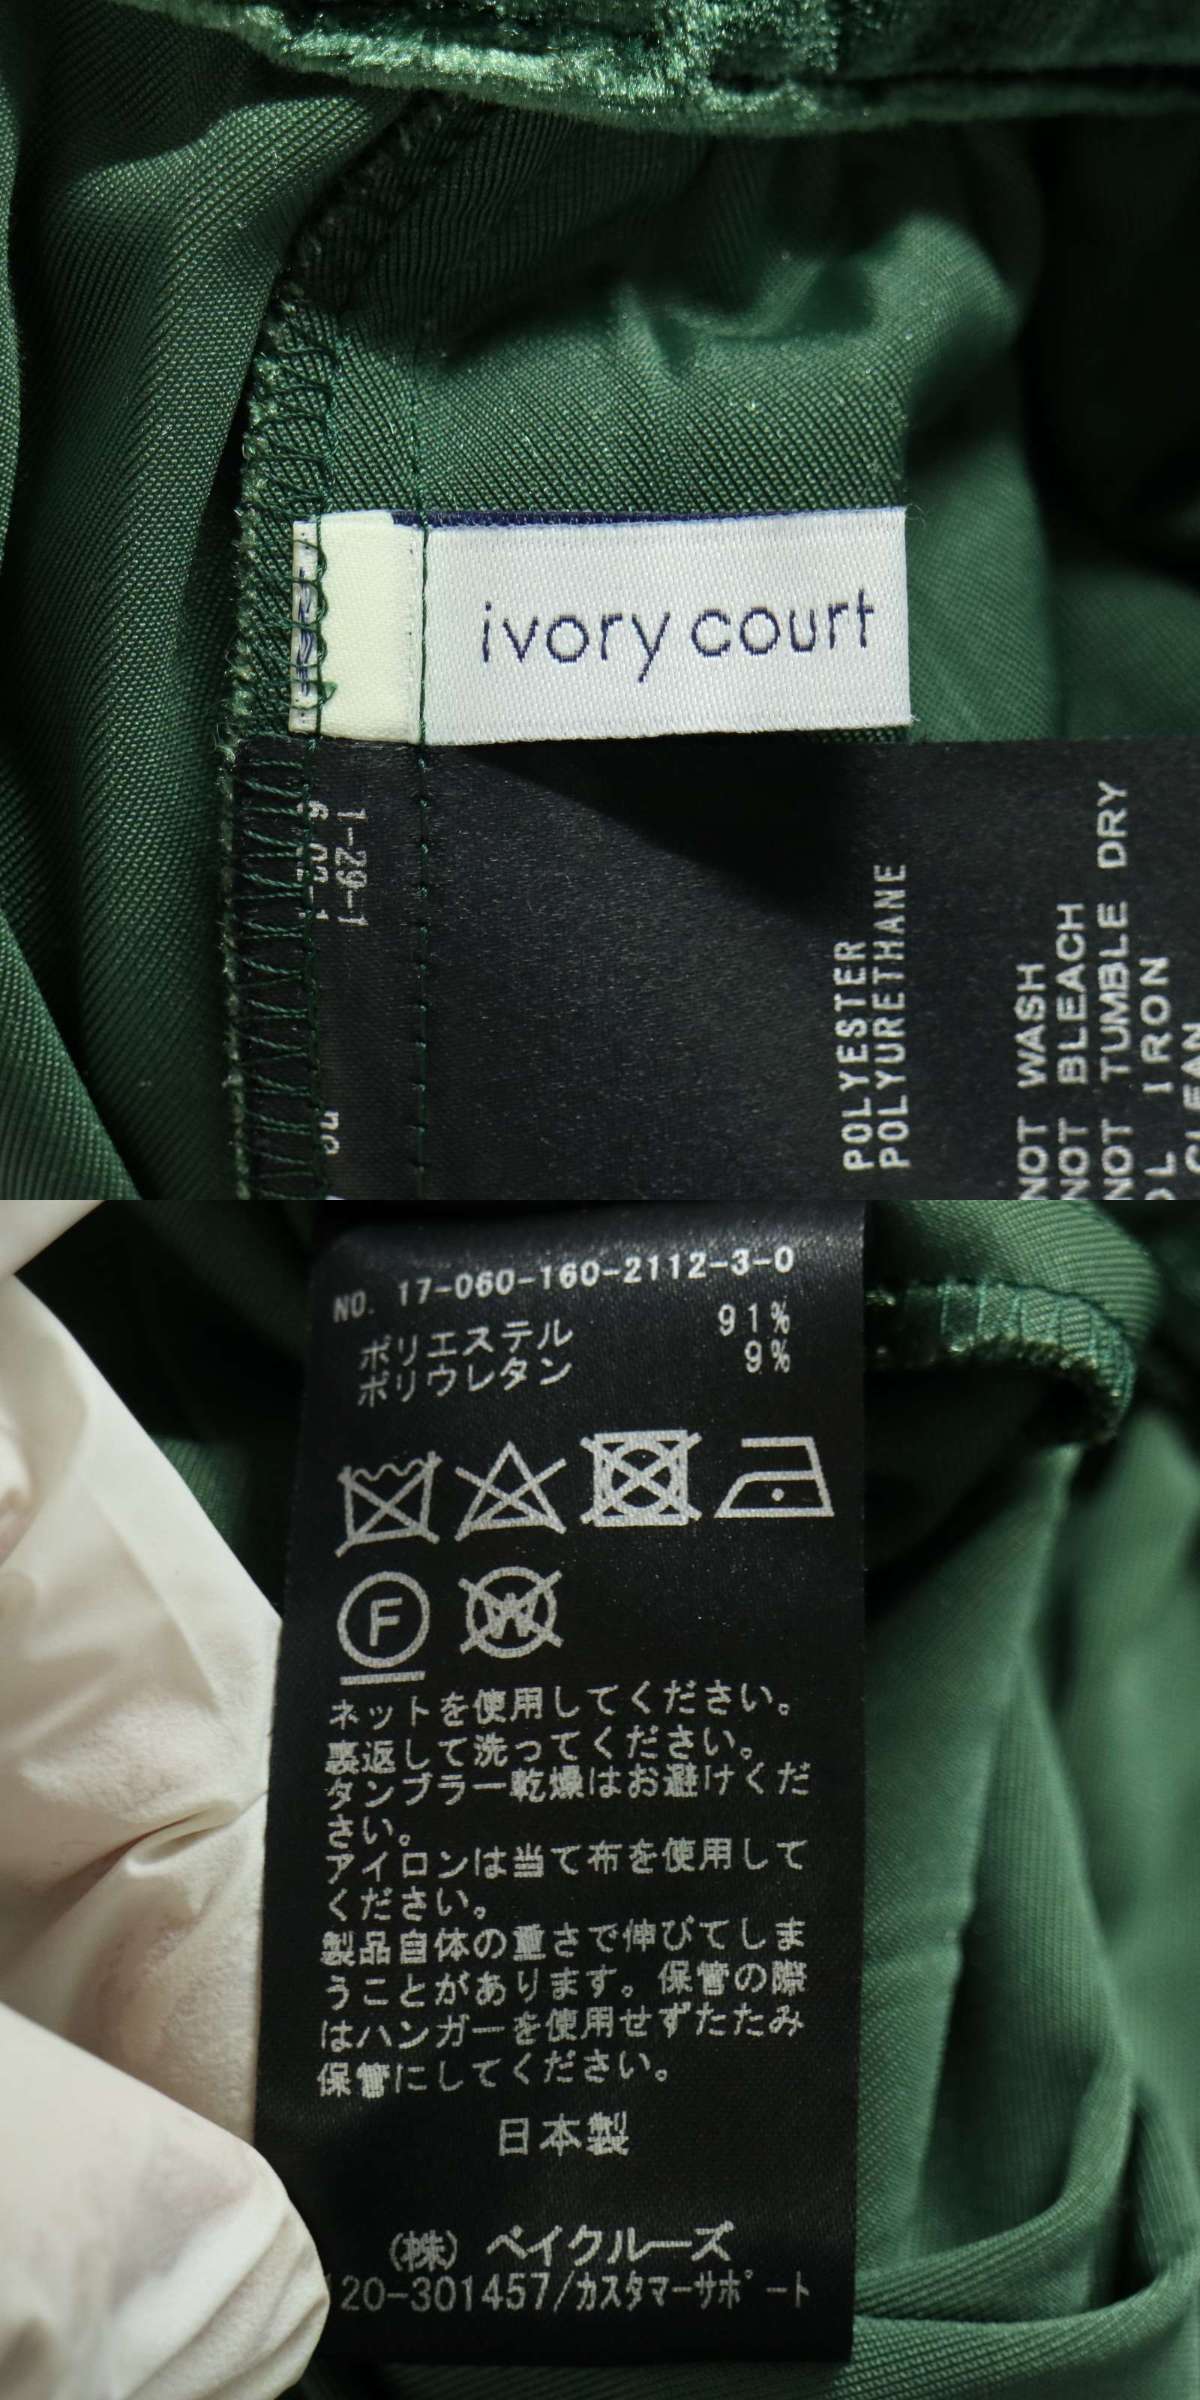 ivory court
1-29-1
POLYESTER
POLYURETHANE
NOT WASH
NOT BLEACH
NOT TUMBLE DRY
IRON
NO. 17-060-160-2112-3-0
ポリエステル 91%
ポリウレタン 9%
F
W
ネットを使用してください。
裏返して洗ってください。
タンブラー乾燥はお避けくだ
さい。
アイロンは当て布を使用して
ください。
製品自体の重さで伸びてしま
うことがあります。保管の際
はハンガーを使用せずたたみ
保管にしてください。
日本製
(株) ベイクルーズ
20-301457/カスタマーサポート